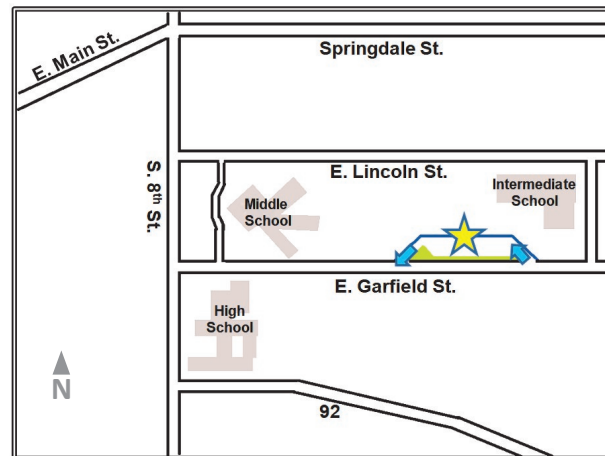 E. Main St.
Springdale St.
S. 8th St.
E. Lincoln St.
Middle
School
Intermediate
School
E. Garfield St.
High
School
N
92